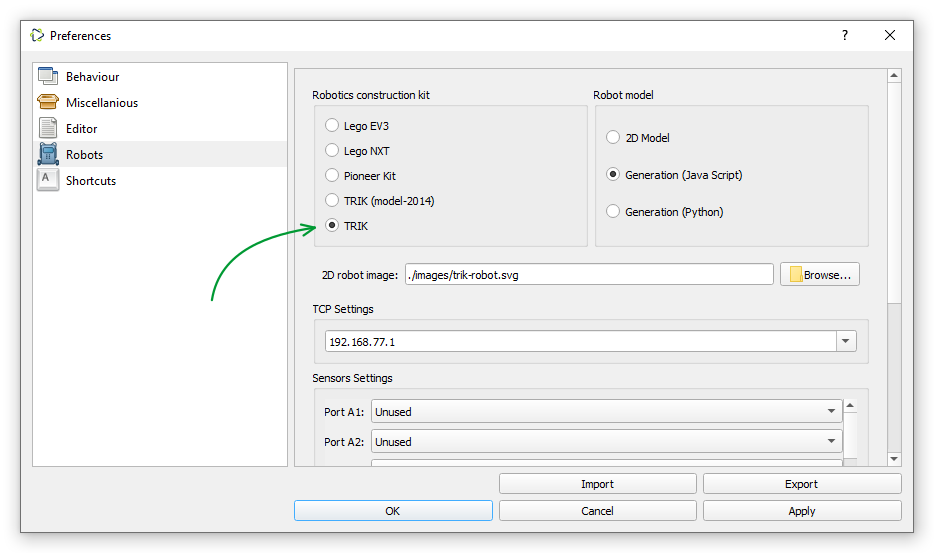 Preferences
?
Behaviour
Miscellanious
Editor
Robots
A
Shortcuts
Robotics construction kit
Lego EV3
Lego NXT
Pioneer Kit
TRIK (model-2014)
TRIK
Robot model
2D Model
Generation (Java Script)
Generation (Python)
2D robot image: ./images/trik-robot.svg Browse...
TCP Settings
192.168.77.1
Sensors Settings
Port A1: Unused
Port A2: Unused
Import Export
OK Cancel Apply